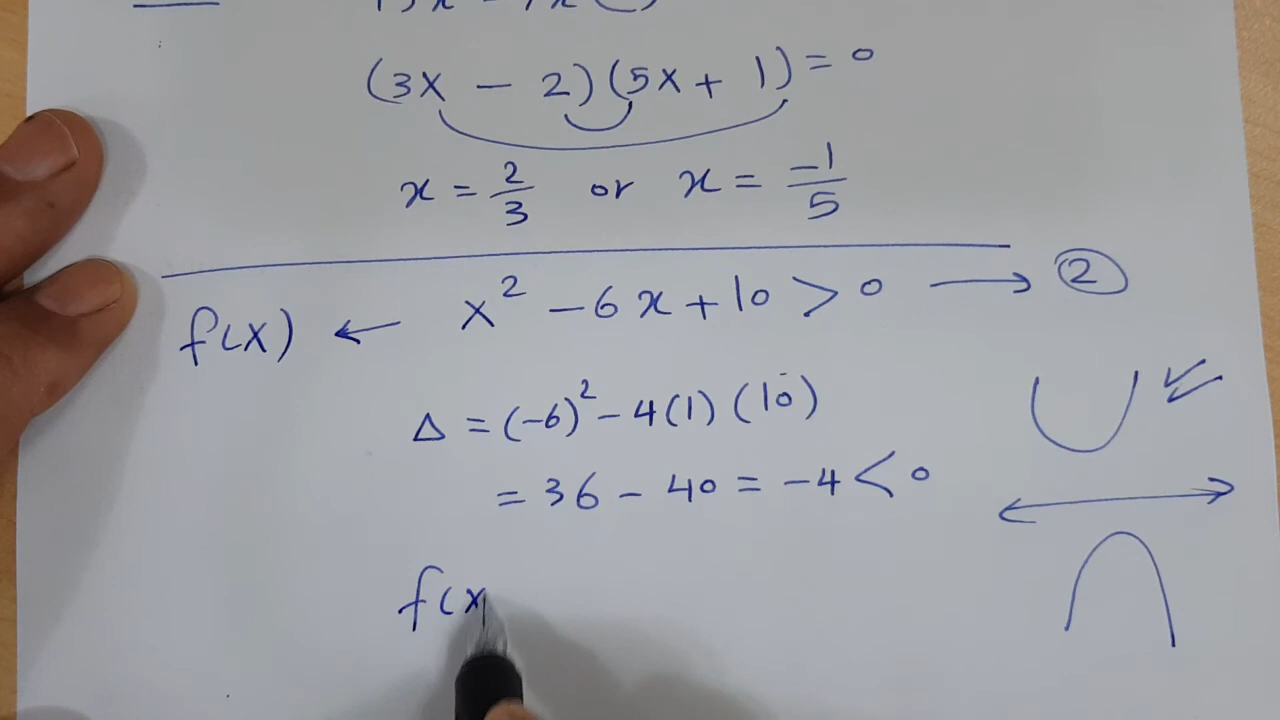 (3x - 2)(5x + 1) = 0
x = 2/3 or x = -1/5
f(x) ← x² - 6x + 10 > 0 → ②
Δ = (-6)² - 4(1)(10)
= 36 - 40 = -4 < 0
f(x